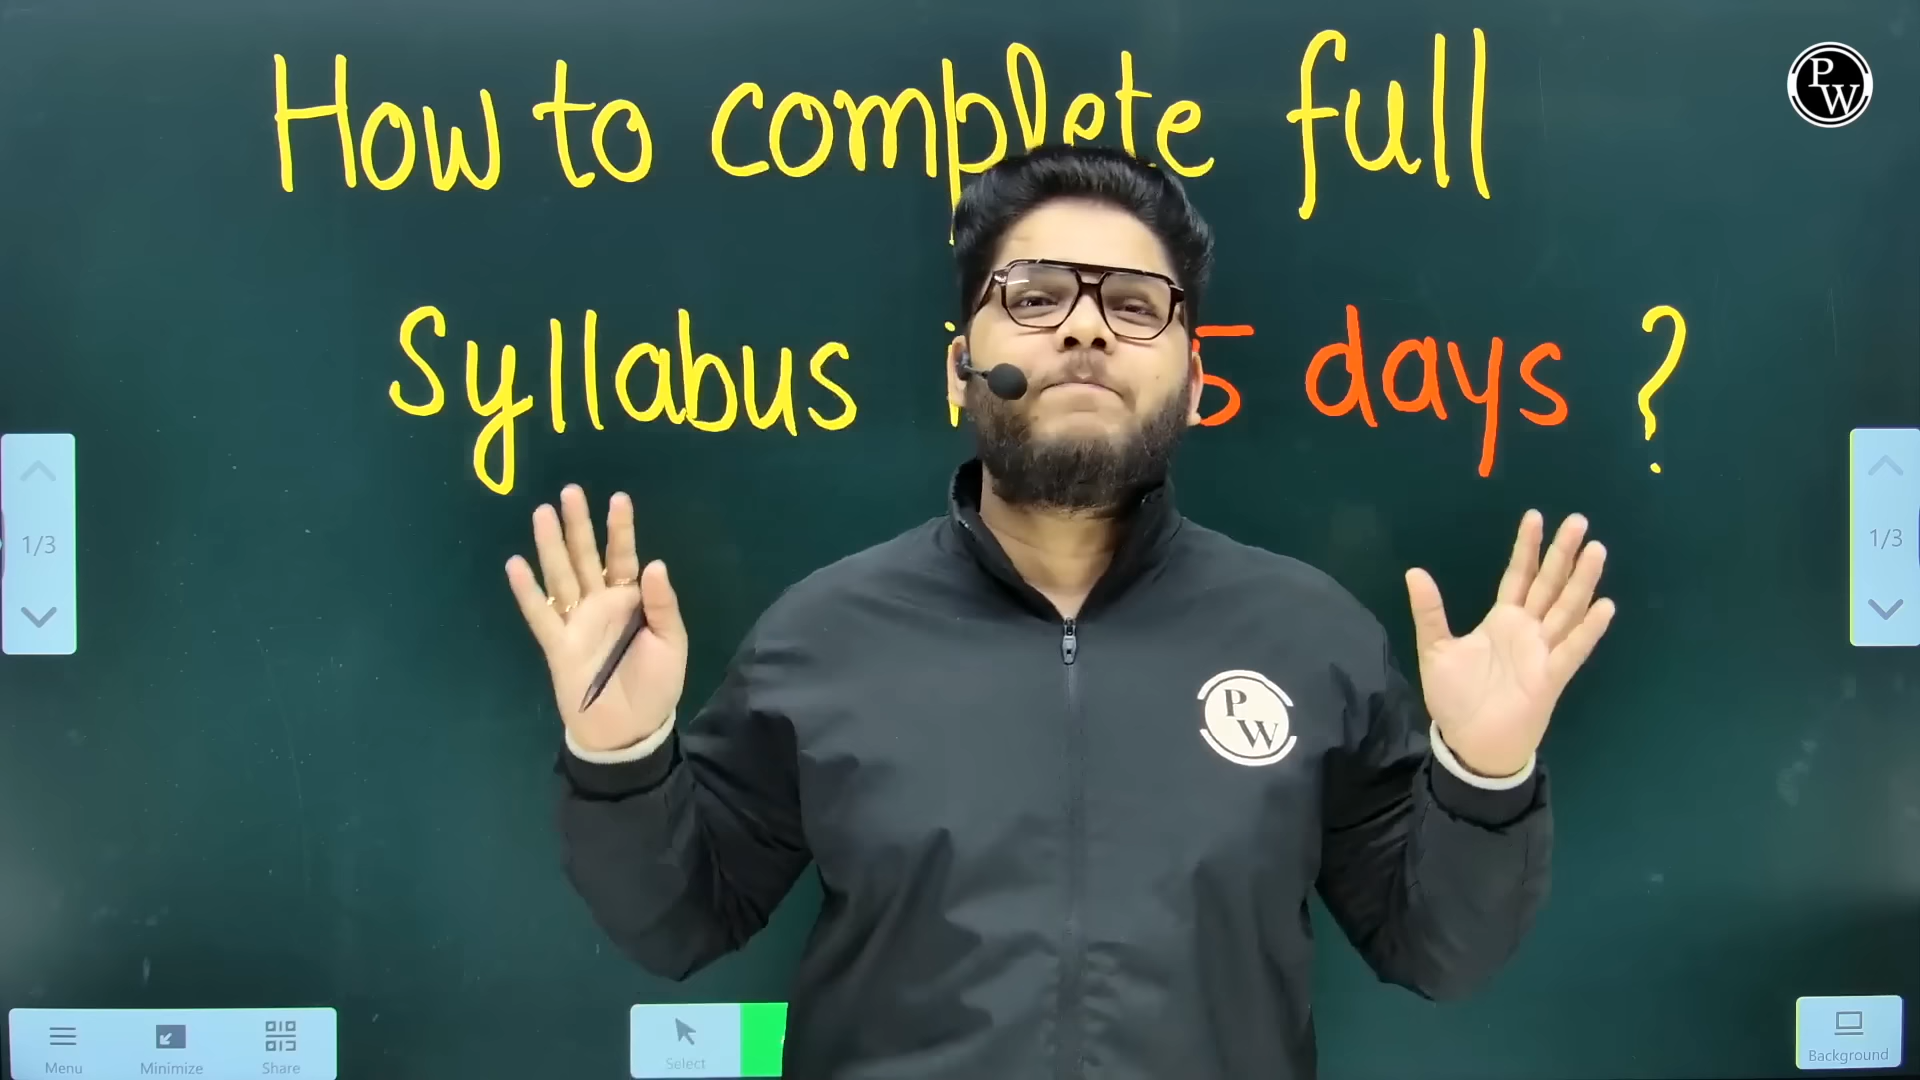 How to complete full
Syllabus 5 days ?
P
W
1/3
1/3
P
W
Menu
Minimize
Share
Select
Background